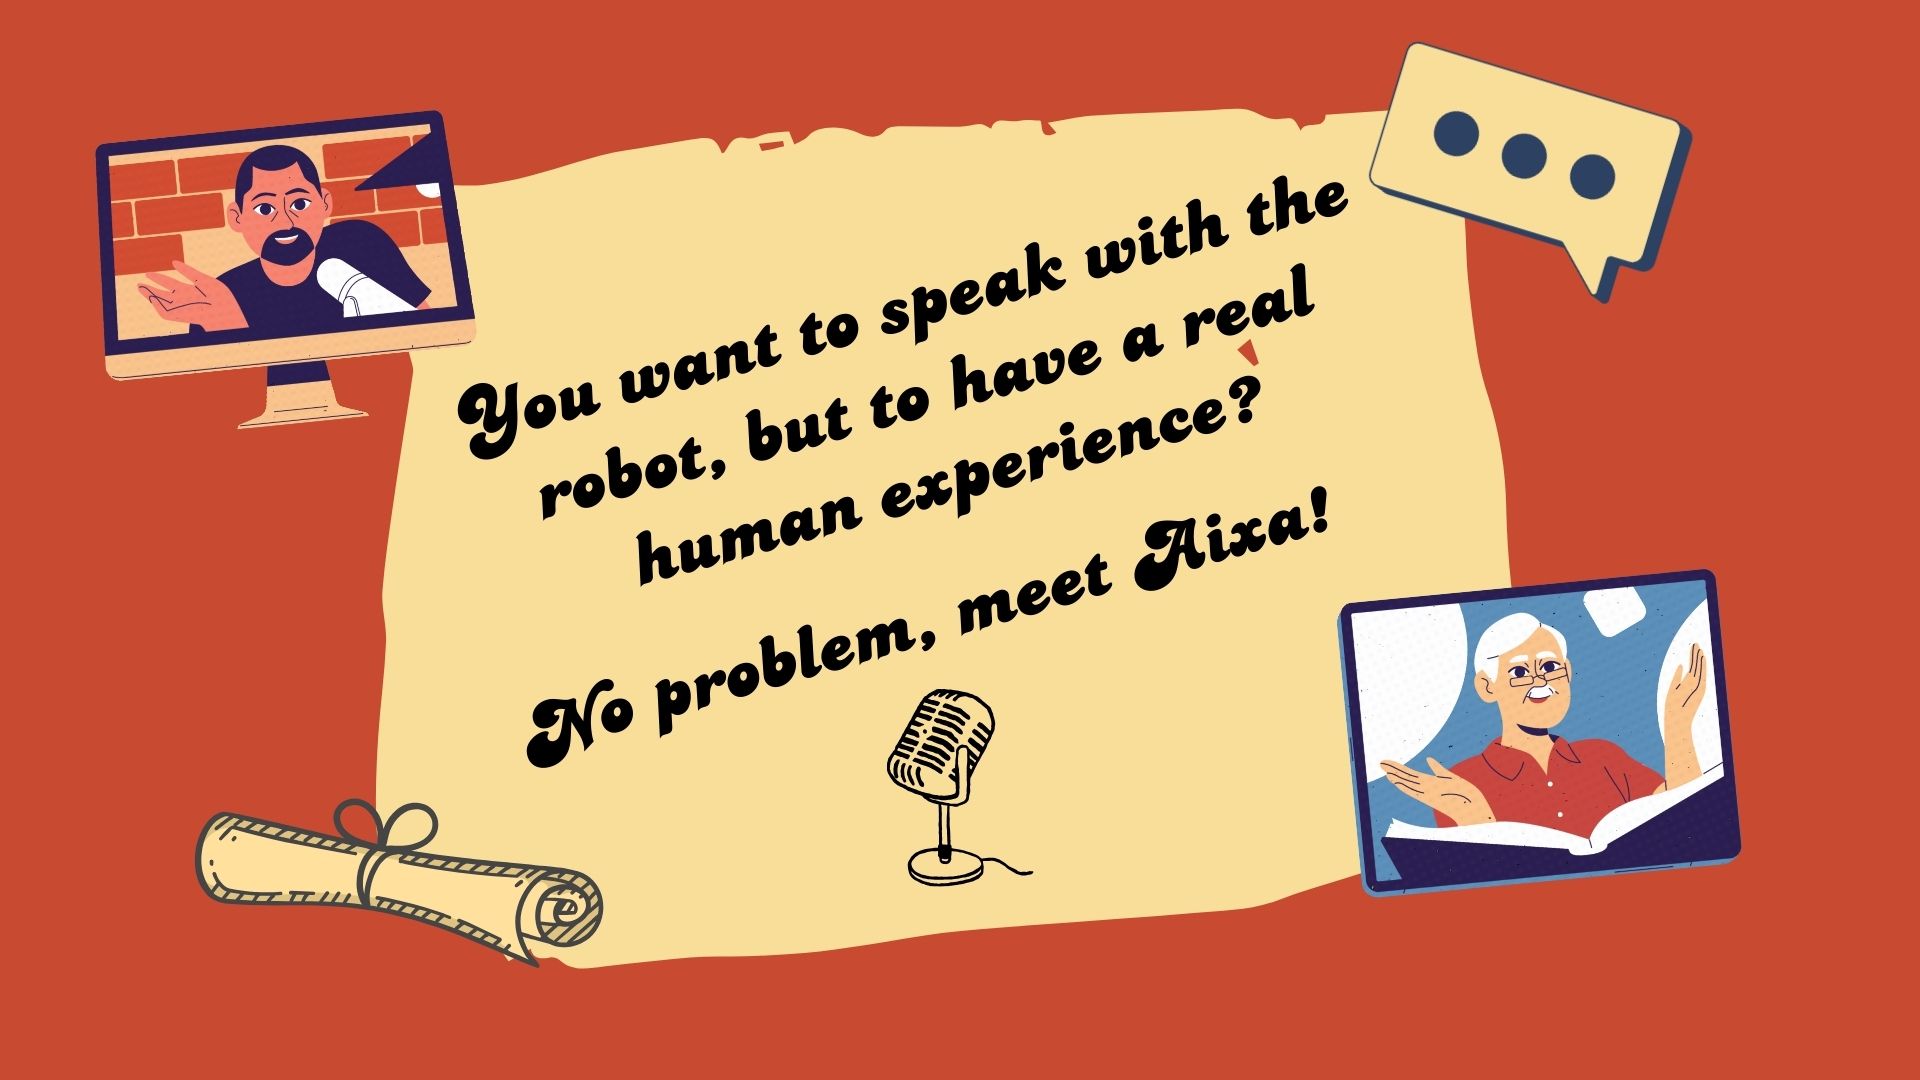 You want to speak with the
robot, but to have a real
human experience?
No problem, meet Aixa!